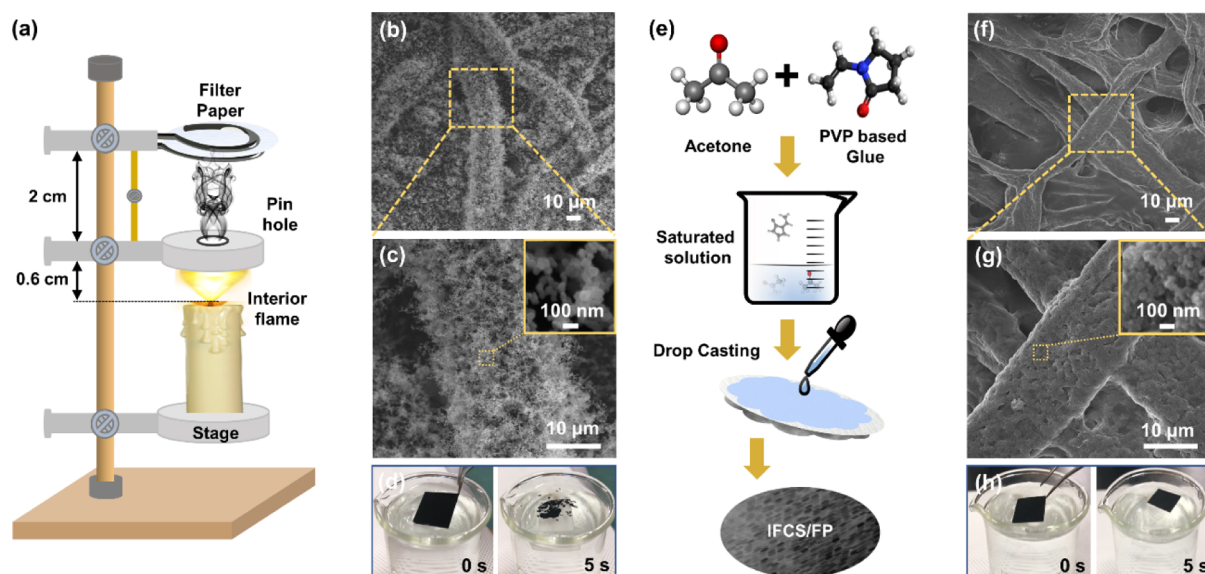 (a)
Filter
Paper
2 cm
Pin
hole
0.6 cm
Interior
flame
Stage
(b)
10 µm
(c)
100 nm
10 µm
(d)
0 s
5 s
(e)
Acetone
PVP based
Glue
Saturated
solution
Drop Casting
IFCS/FP
(f)
10 µm
(g)
100 nm
10 µm
(h)
0 s
5 s